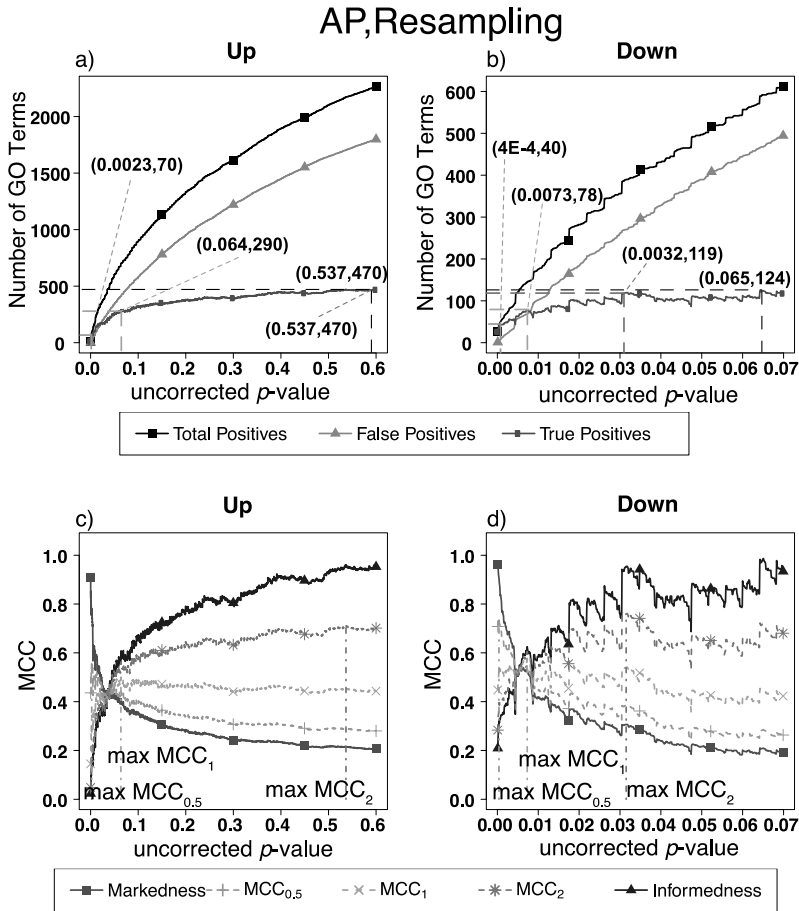 AP,Resampling
Up
Down
a)
b)
Number of GO Terms
2000
1500
1000
500
0
(0.0023,70)
(0.064,290)
(0.537,470)
(0.537,470)
0.0 0.1 0.2 0.3 0.4 0.5 0.6
uncorrected p-value
Number of GO Terms
600
500
400
300
200
100
0
(4E-4,40)
(0.0073,78)
(0.0032,119)
(0.065,124)
0.00 0.01 0.02 0.03 0.04 0.05 0.06 0.07
uncorrected p-value
Total Positives False Positives True Positives
Up
Down
c)
d)
MCC
1.0
0.8
0.6
0.4
0.2
0.0
max MCC1
max MCC0.5
max MCC2
0.0 0.1 0.2 0.3 0.4 0.5 0.6
uncorrected p-value
MCC
1.0
0.8
0.6
0.4
0.2
0.0
max MCC1
max MCC0.5
max MCC2
0.00 0.01 0.02 0.03 0.04 0.05 0.06 0.07
uncorrected p-value
Markedness MCC0.5 MCC1 MCC2 Informedness